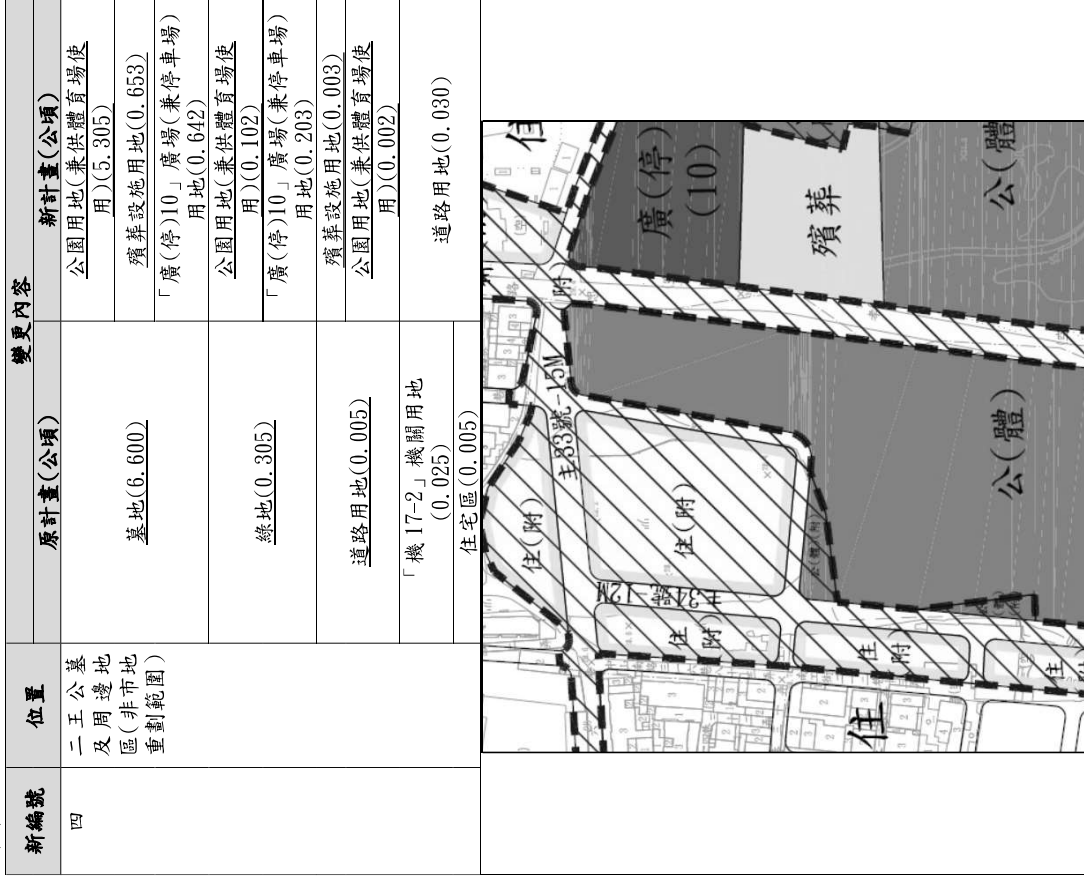 新編號
位置
變更內容
原計畫(公頃)
新計畫(公頃)
四
二王公墓
及周邊地
區(非市地
重劃範圍)
墓地(6.600)
公園用地(兼供體育場使
用)(5.305)
殯葬設施用地(0.653)
「廣(停)10」廣場(兼停車場)
用地(0.642)
綠地(0.305)
公園用地(兼供體育場使
用)(0.102)
「廣(停)10」廣場(兼停車場)
用地(0.203)
道路用地(0.005)
殯葬設施用地(0.003)
公園用地(兼供體育場使
用)(0.002)
「機 17-2」機關用地
(0.025)
住宅區(0.005)
道路用地(0.030)
住
廣(停)
(10)
殯葬
公(體)
(附)
主33號-15M
住(附)
住(附)
主34號-12M
公(體)(附)
公(體)
住
(附)
住
(附)
住
住